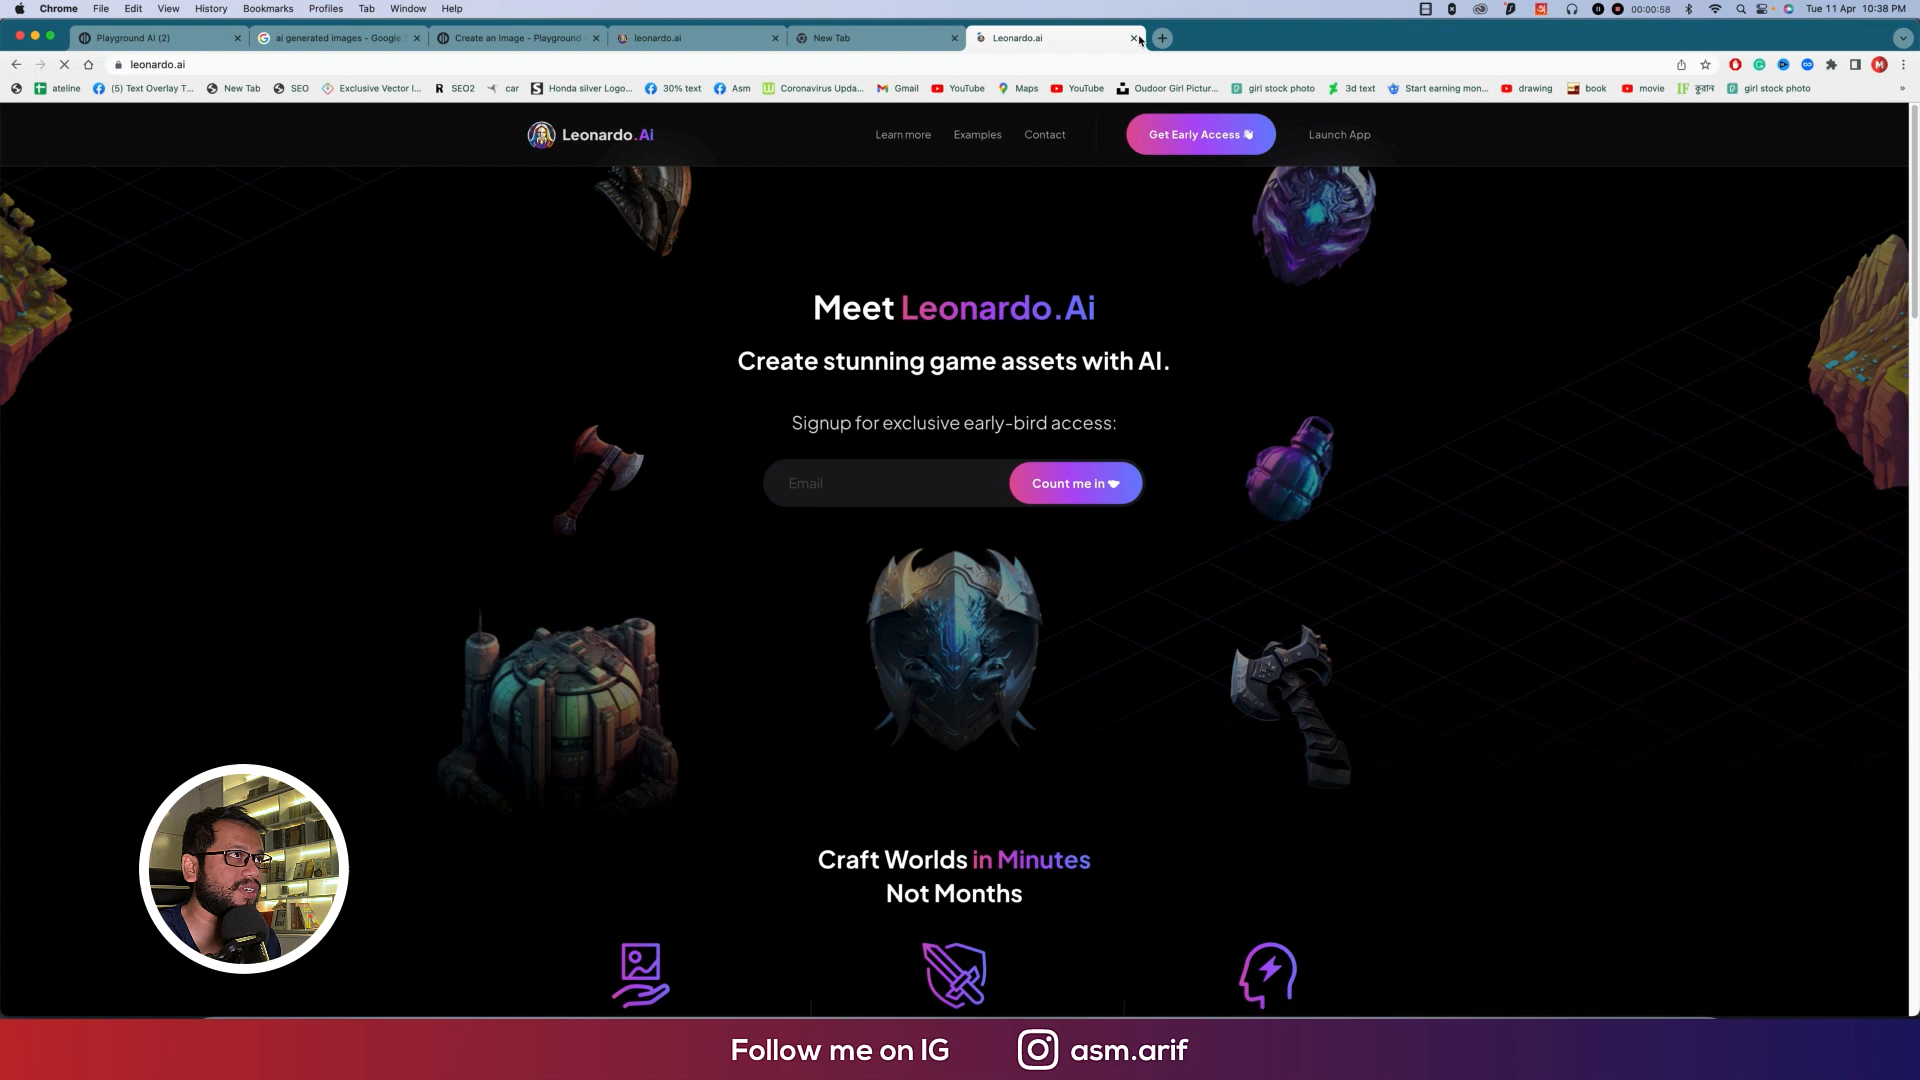 Chrome File Edit View History Bookmarks Profiles Tab Window Help 00:00:58 Tue 11 Apr 10:38 PM
Playground AI (2) ai generated images - Google Create an Image - Playground leonardo.ai New Tab Leonardo.ai
leonardo.ai
ateline (5) Text Overlay T... New Tab SEO Exclusive Vector I... SEO2 car Honda silver Logo... 30% text Asm Coronavirus Upda... Gmail YouTube Maps YouTube Oudoor Girl Pictur... girl stock photo 3d text Start earning mon... drawing book movie IF কুরান girl stock photo »
Leonardo.Ai Learn more Examples Contact Get Early Access Launch App
Meet Leonardo.Ai
Create stunning game assets with AI.
Signup for exclusive early-bird access:
Email Count me in
Craft Worlds in Minutes
Not Months
Follow me on IG asm.arif